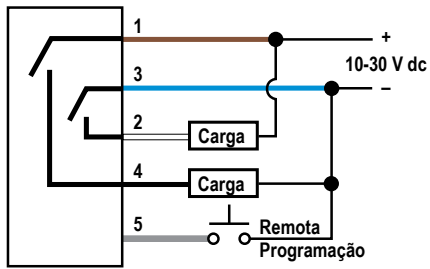 1
+
10-30 V dc
3
–
2
Carga
4
Carga
5
Remota
Programação